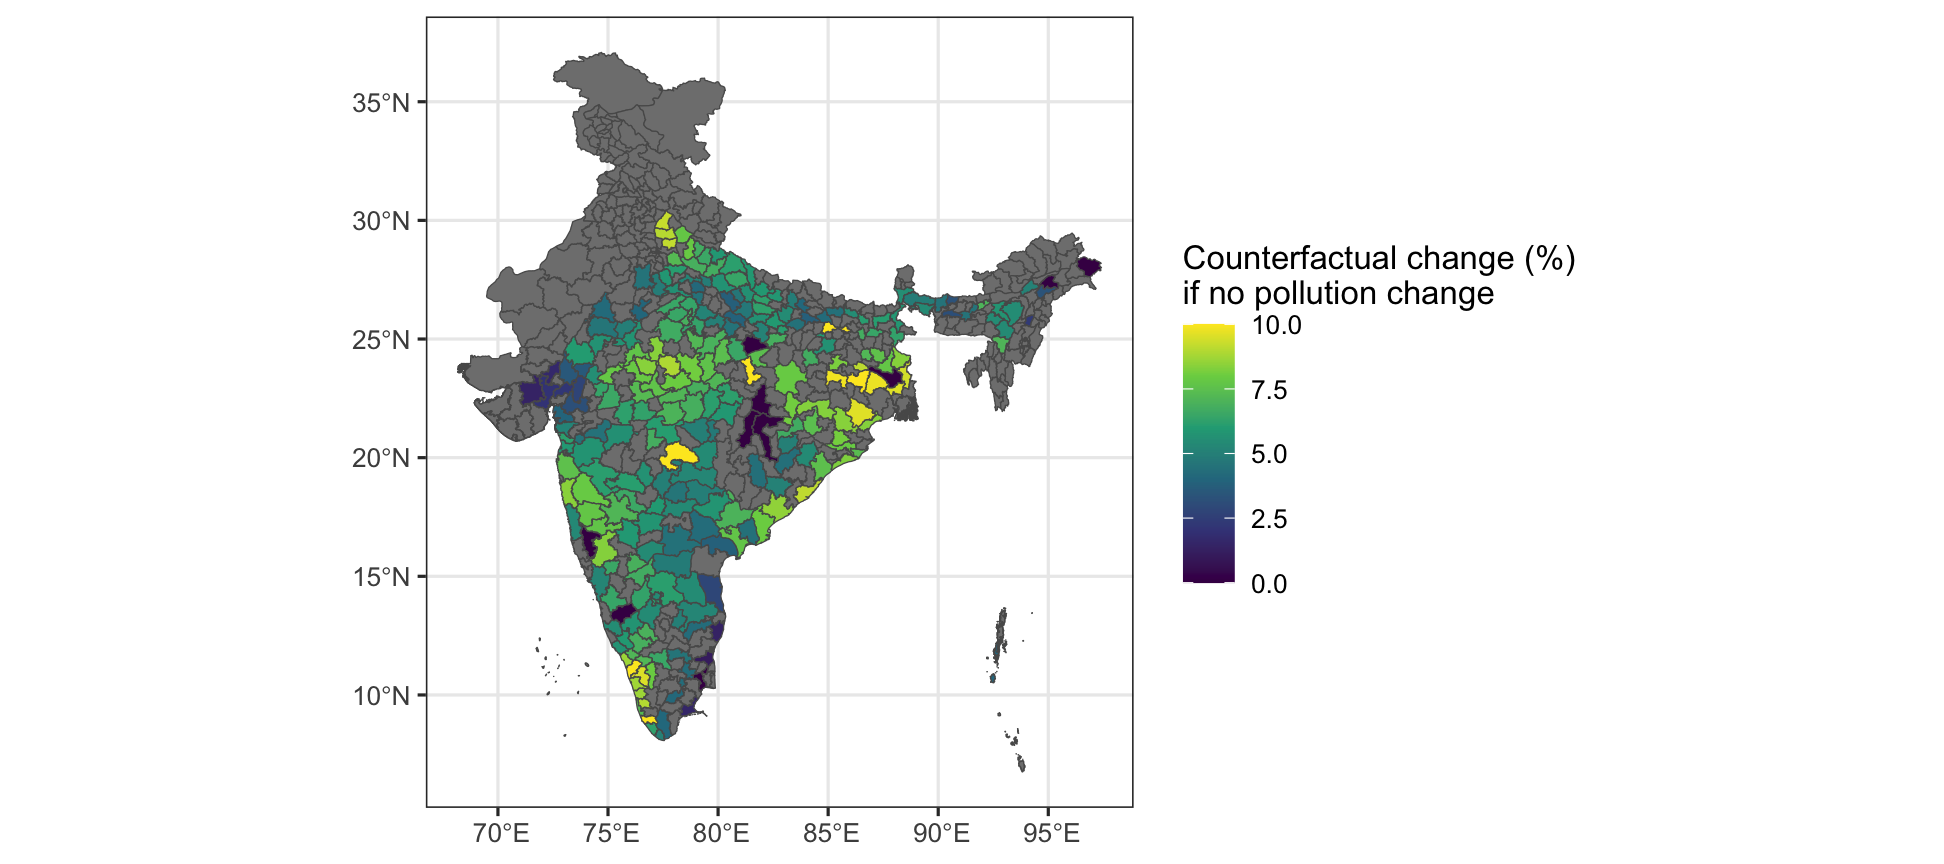 35°N
30°N
25°N
20°N
15°N
10°N
70°E 75°E 80°E 85°E 90°E 95°E
Counterfactual change (%)
if no pollution change
10.0
7.5
5.0
2.5
0.0